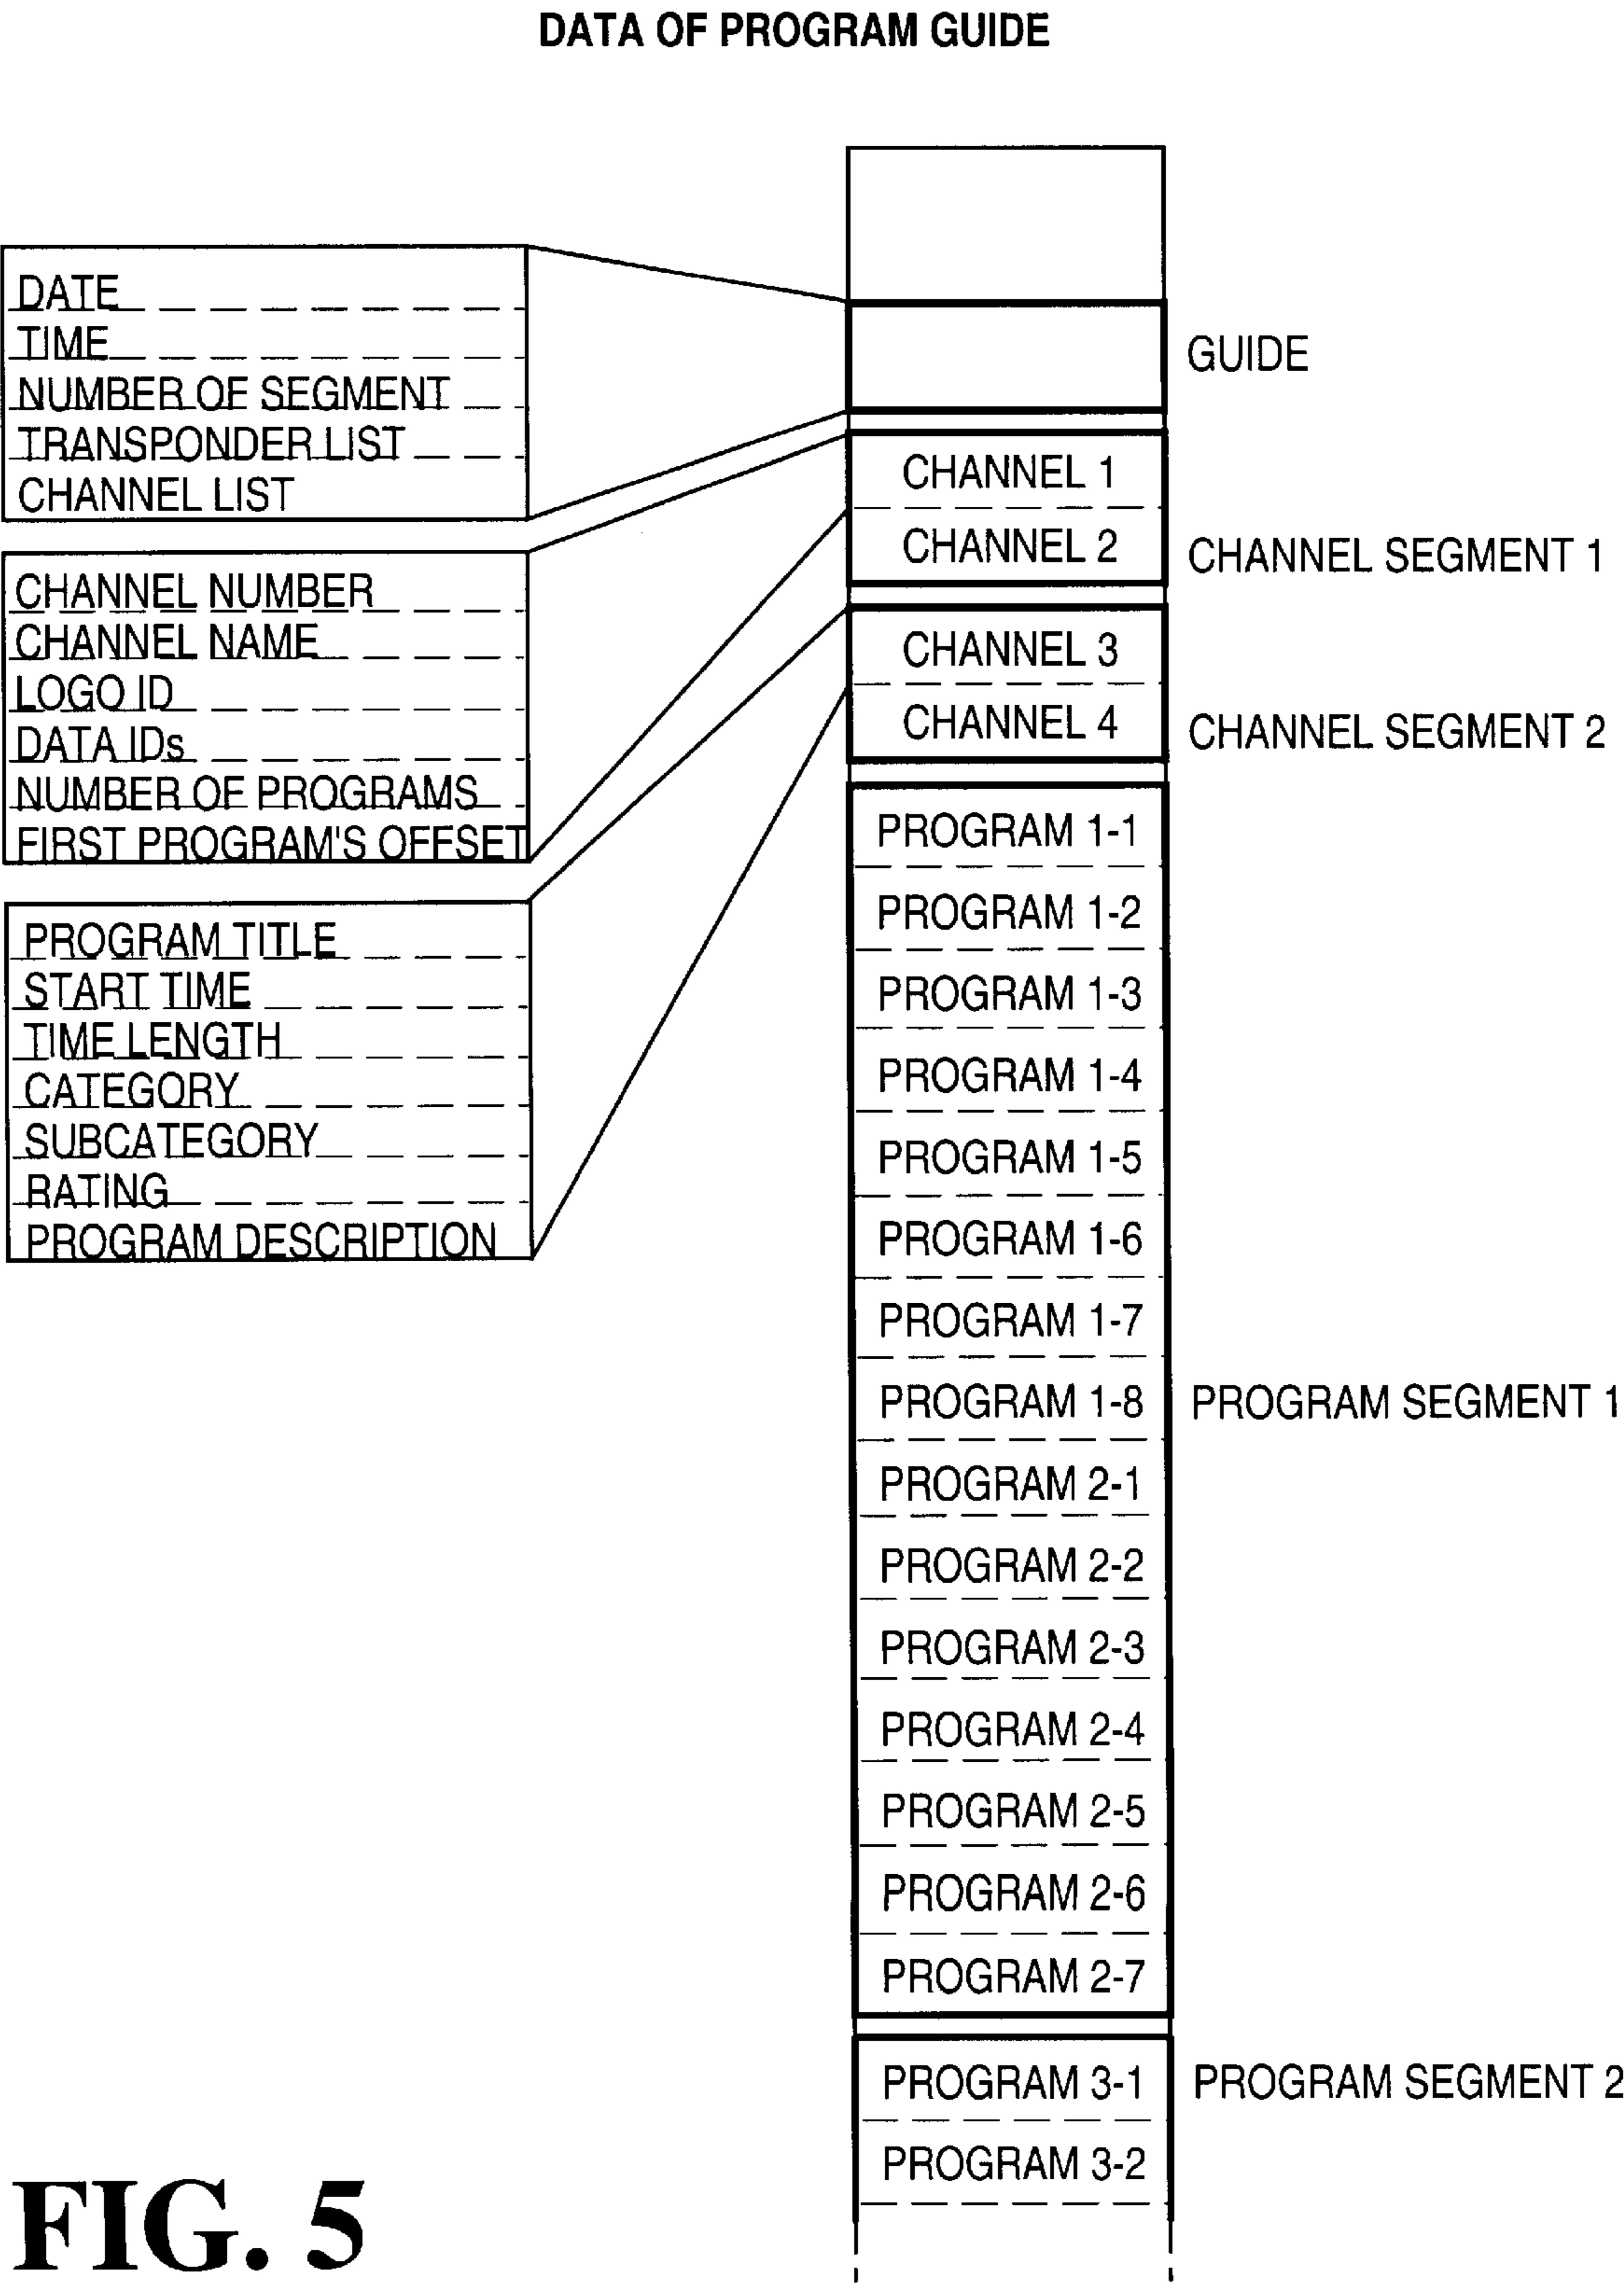 DATA OF PROGRAM GUIDE
DATE
TIME
NUMBER OF SEGMENT
TRANSPONDER LIST
CHANNEL LIST
CHANNEL NUMBER
CHANNEL NAME
LOGO ID
DATA IDs
NUMBER OF PROGRAMS
FIRST PROGRAM'S OFFSET
PROGRAM TITLE
START TIME
TIME LENGTH
CATEGORY
SUBCATEGORY
RATING
PROGRAM DESCRIPTION
GUIDE
CHANNEL 1
CHANNEL 2
CHANNEL SEGMENT 1
CHANNEL 3
CHANNEL 4
CHANNEL SEGMENT 2
PROGRAM 1-1
PROGRAM 1-2
PROGRAM 1-3
PROGRAM 1-4
PROGRAM 1-5
PROGRAM 1-6
PROGRAM 1-7
PROGRAM 1-8
PROGRAM SEGMENT 1
PROGRAM 2-1
PROGRAM 2-2
PROGRAM 2-3
PROGRAM 2-4
PROGRAM 2-5
PROGRAM 2-6
PROGRAM 2-7
PROGRAM 3-1
PROGRAM SEGMENT 2
PROGRAM 3-2
FIG. 5